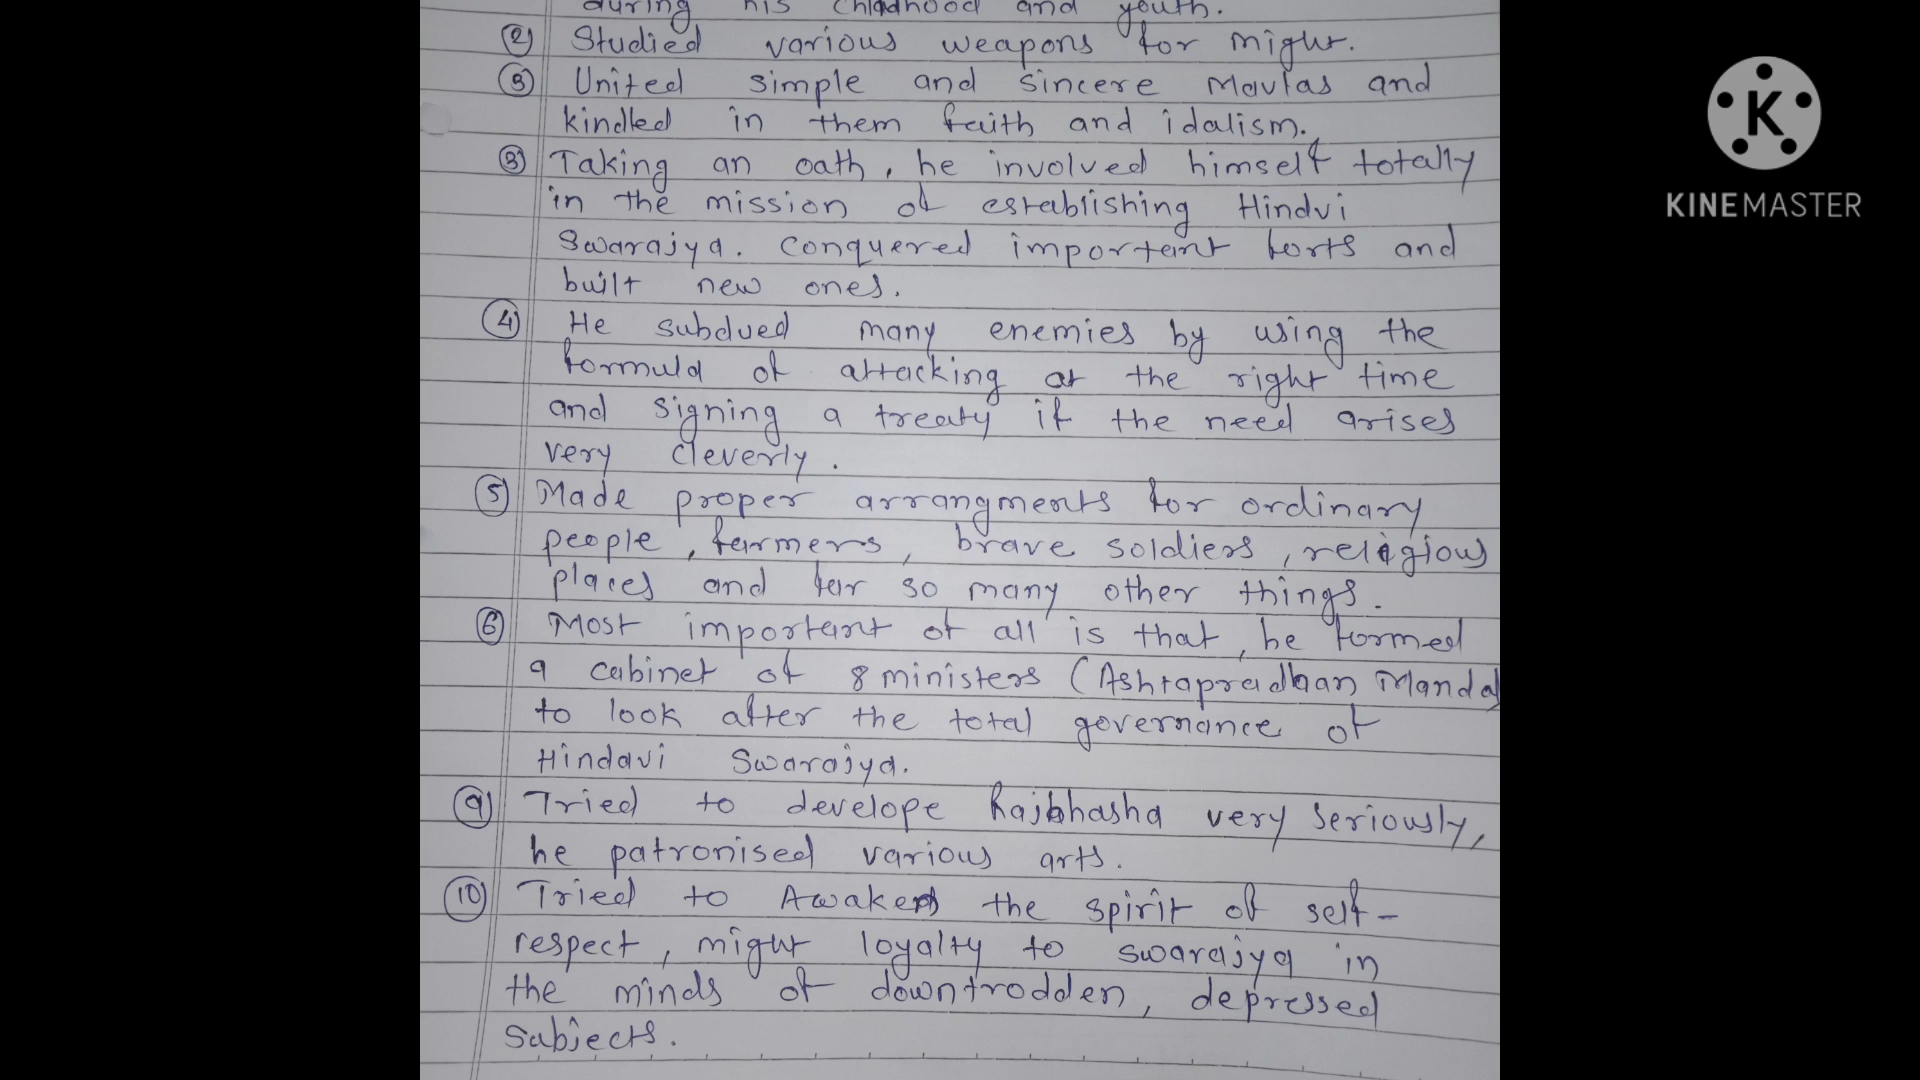 during his childhood and youth.
② Studied various weapons for might.
③ United simple and sincere Mavlas and
kindled in them faith and idalism.
③ Taking an oath, he involved himself totally
in the mission of establishing Hindvi
Swarajya. Conquered important forts and
built new ones.
④ He subdued many enemies by using the
formula of attacking at the right time
and signing a treaty if the need arises
very cleverly.
⑤ Made proper arrangments for ordinary
people, farmers, brave soldiers, religious
places and for so many other things.
⑥ Most important of all is that, he formed
a cabinet of 8 ministers (Ashtapradhan Mandal
to look after the total governance of
Hindavi Swarajya.
⑨ Tried to develope Rajbhasha very seriously,
he patronised various arts.
⑩ Tried to Awaken the spirit of self-
respect, might loyalty to swarajya in
the minds of downtrodden, depressed
subjects.
K
KINEMASTER